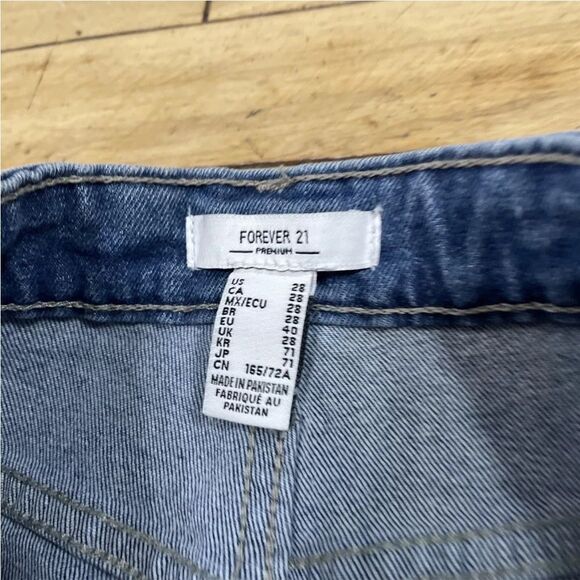 FOREVER 21
PREMIUM
US 28
CA 28
MX/ECU 28
BR 28
EU 40
UK 28
KR 71
JP 71
CN 165/72A
MADE IN PAKISTAN
FABRIQUÉ AU
PAKISTAN